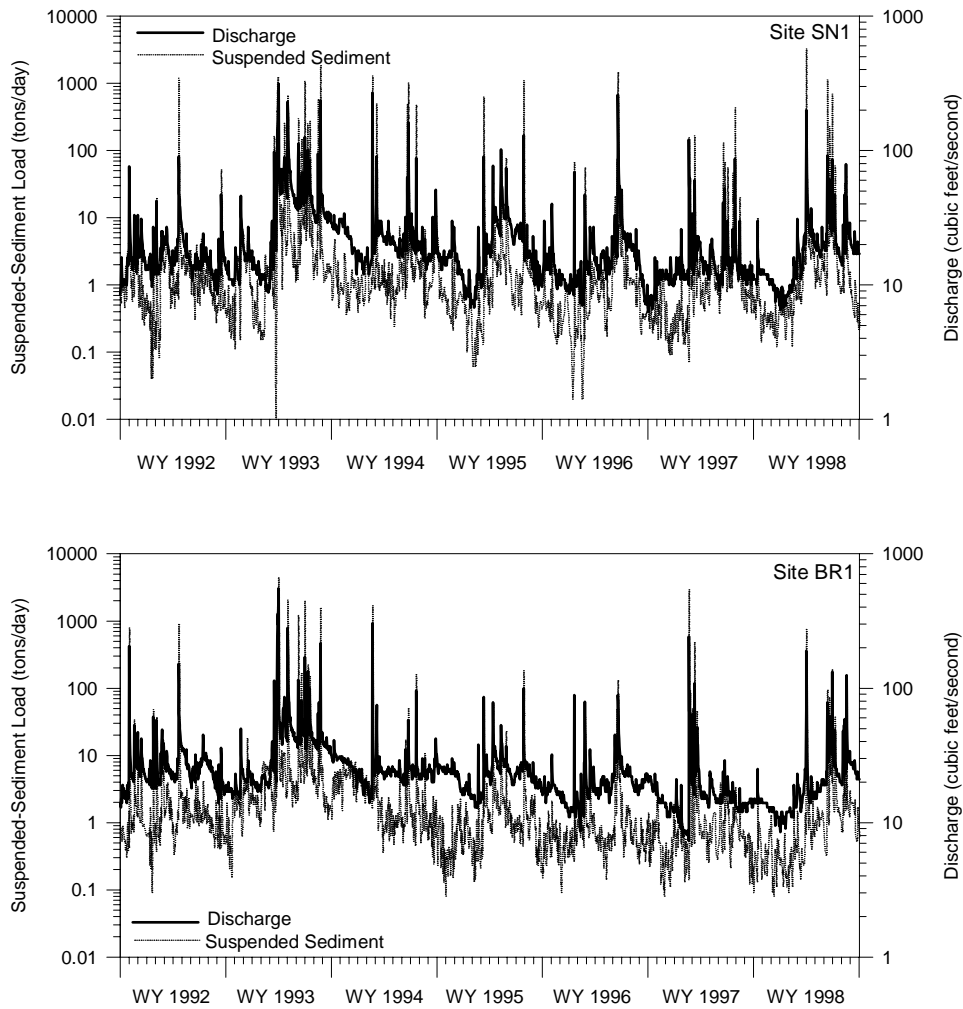 Site SN1
Discharge
Suspended Sediment
Suspended-Sediment Load (tons/day)
10000
1000
100
10
1
0.1
0.01
Discharge (cubic feet/second)
1000
100
10
1
WY 1992 WY 1993 WY 1994 WY 1995 WY 1996 WY 1997 WY 1998
Site BR1
Suspended-Sediment Load (tons/day)
10000
1000
100
10
1
0.1
0.01
Discharge (cubic feet/second)
1000
100
10
1
Discharge
Suspended Sediment
WY 1992 WY 1993 WY 1994 WY 1995 WY 1996 WY 1997 WY 1998